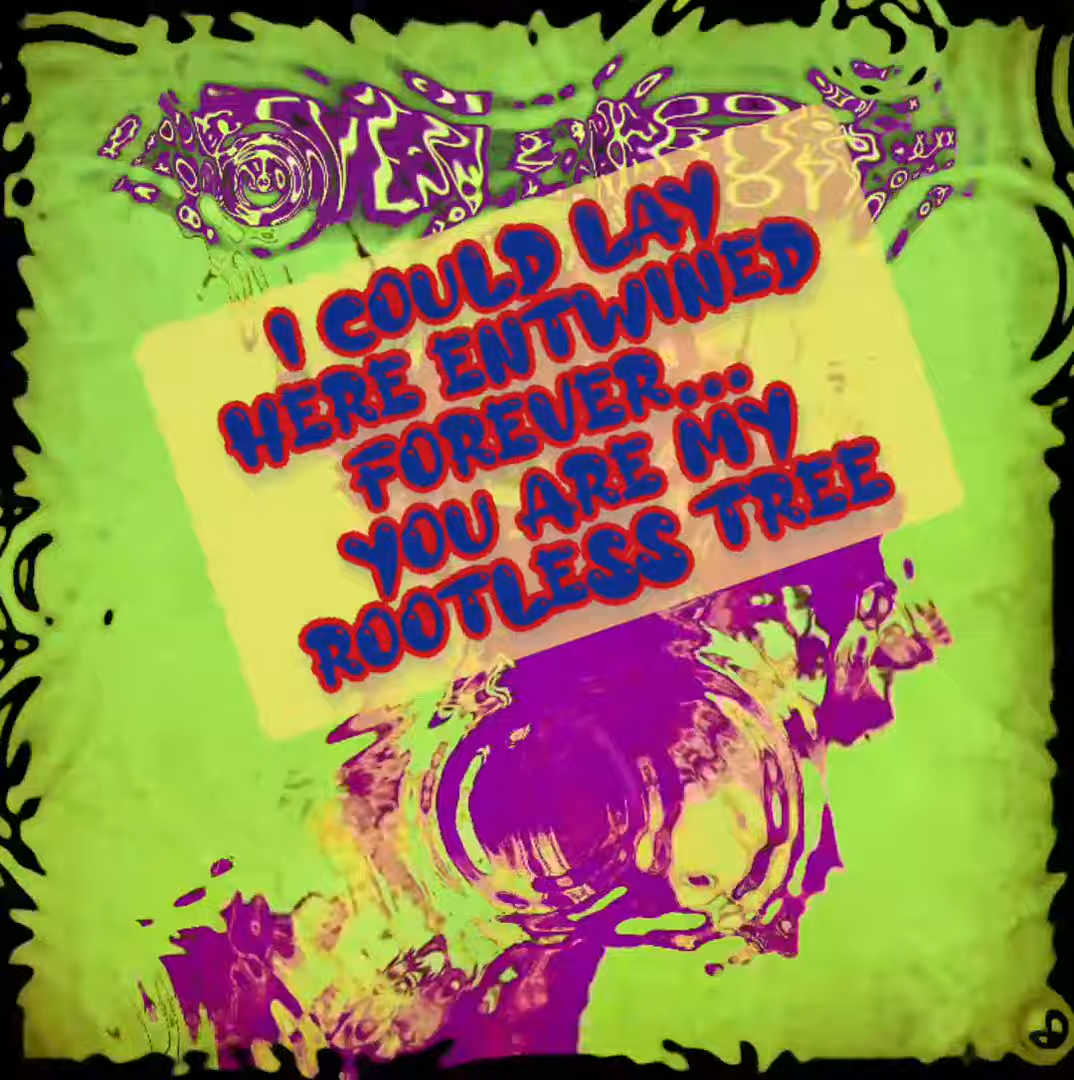 I COULD LAY
HERE ENTWINED
FOREVER...
YOU ARE MY
ROOTLESS TREE